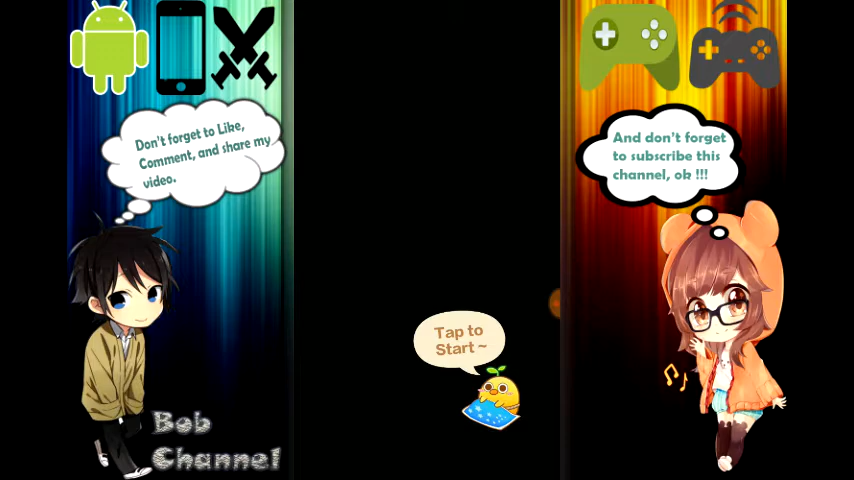 Don't forget to Like,
Comment, and share my
video.
And don't forget
to subscribe this
channel, ok !!!
Tap to
Start ~
Bob
Channel